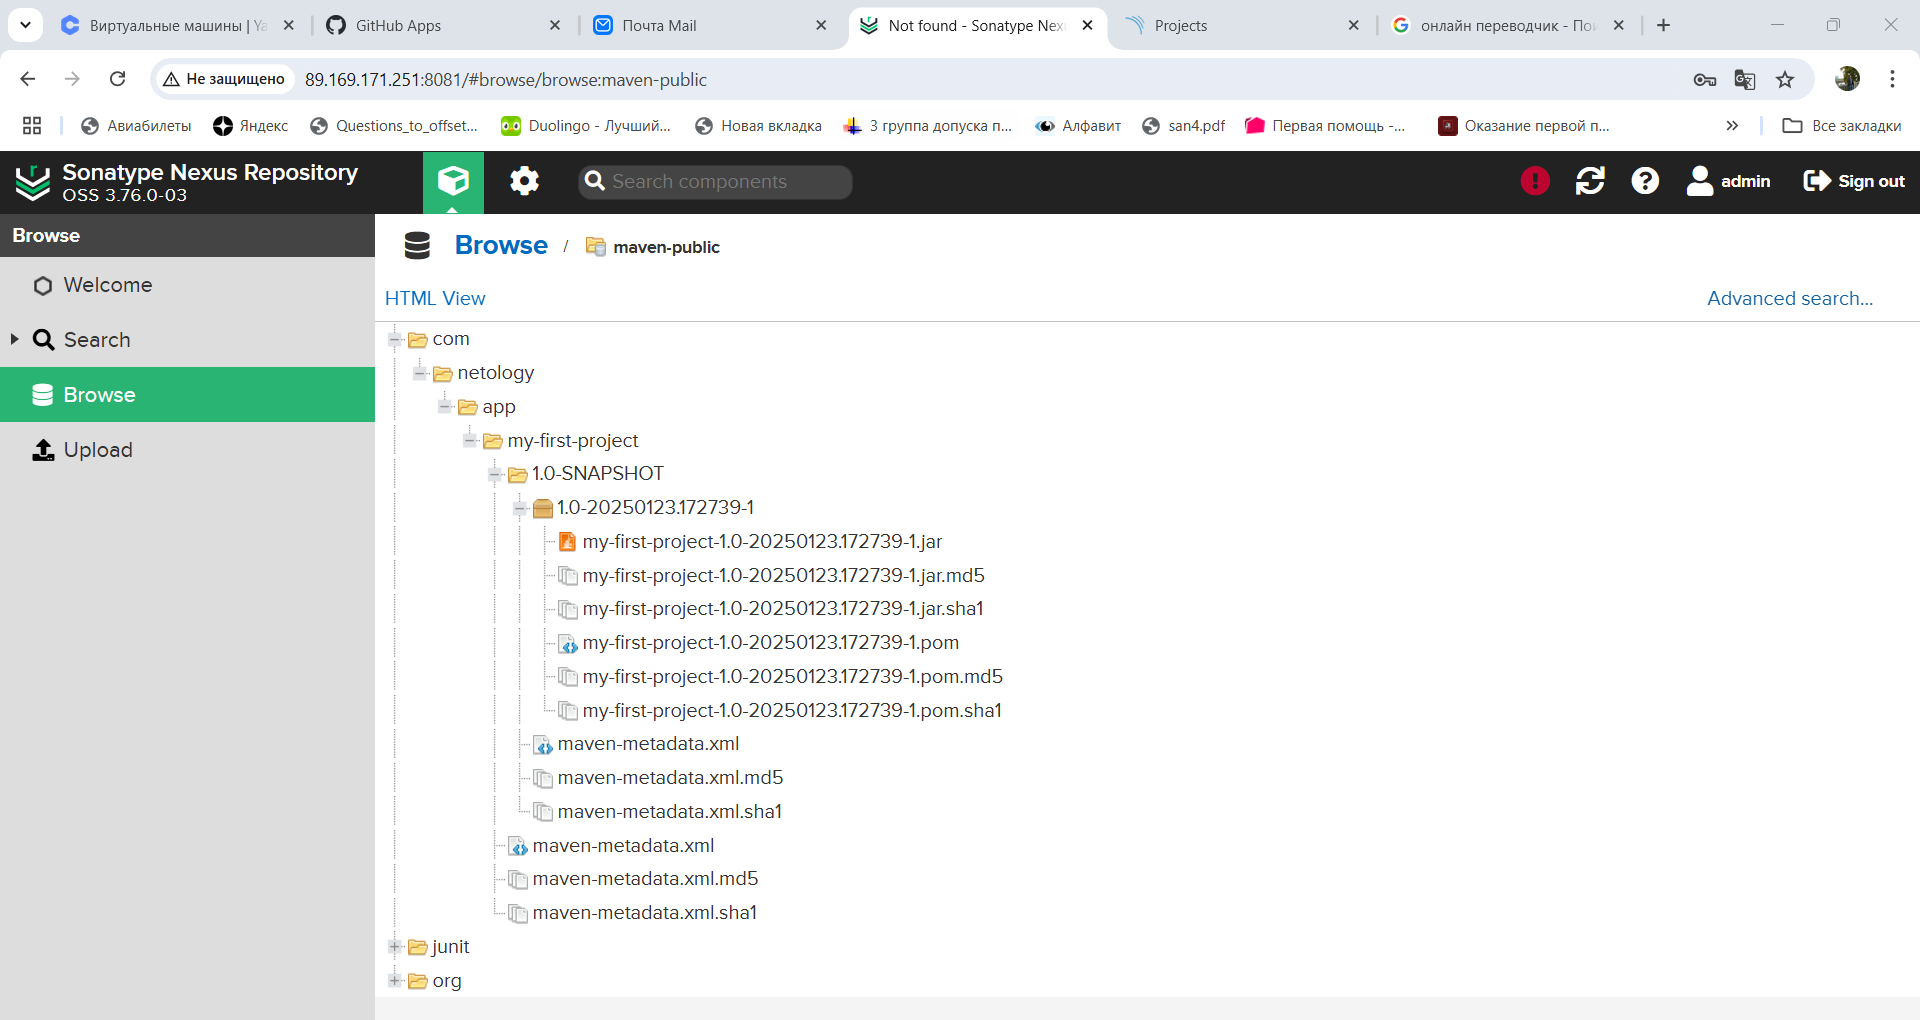 Виртуальные машины | Ya
GitHub Apps
Почта Mail
Not found - Sonatype Nex
Projects
онлайн переводчик - По
Не защищено
89.169.171.251:8081/#browse/browse:maven-public
Авиабилеты
Яндекс
Questions_to_offset...
Duolingo - Лучший...
Новая вкладка
3 группа допуска п...
Алфавит
san4.pdf
Первая помощь -...
Оказание первой п...
Все закладки
Sonatype Nexus Repository
OSS 3.76.0-03
Search components
admin
Sign out
Browse
Welcome
Search
Browse
Upload
Browse / maven-public
HTML View
Advanced search...
com
netology
app
my-first-project
1.0-SNAPSHOT
1.0-20250123.172739-1
my-first-project-1.0-20250123.172739-1.jar
my-first-project-1.0-20250123.172739-1.jar.md5
my-first-project-1.0-20250123.172739-1.jar.sha1
my-first-project-1.0-20250123.172739-1.pom
my-first-project-1.0-20250123.172739-1.pom.md5
my-first-project-1.0-20250123.172739-1.pom.sha1
maven-metadata.xml
maven-metadata.xml.md5
maven-metadata.xml.sha1
maven-metadata.xml
maven-metadata.xml.md5
maven-metadata.xml.sha1
junit
org